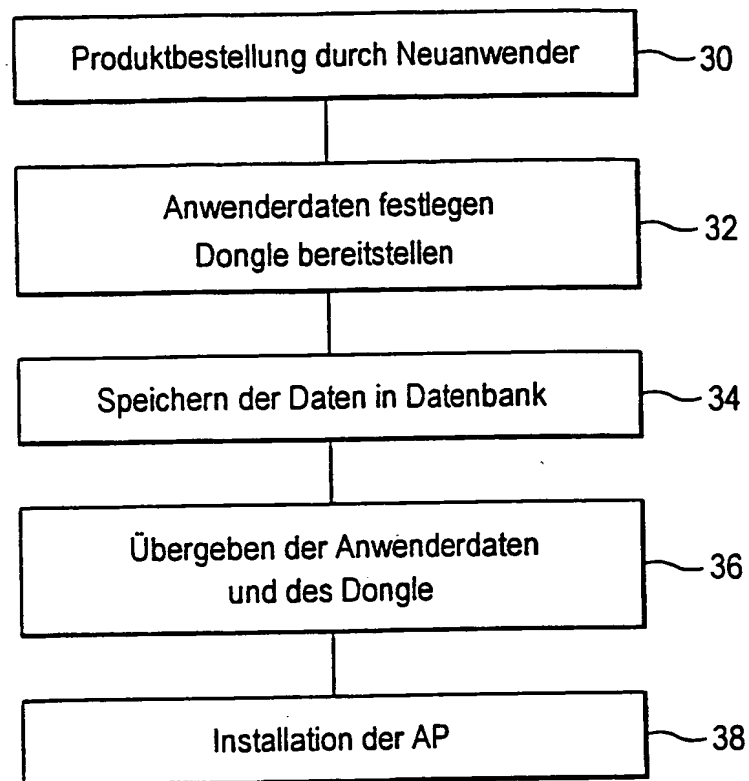 Produktbestellung durch Neuanwender
30
Anwenderdaten festlegen
Dongle bereitstellen
32
Speichern der Daten in Datenbank
34
Übergeben der Anwenderdaten
und des Dongle
36
Installation der AP
38